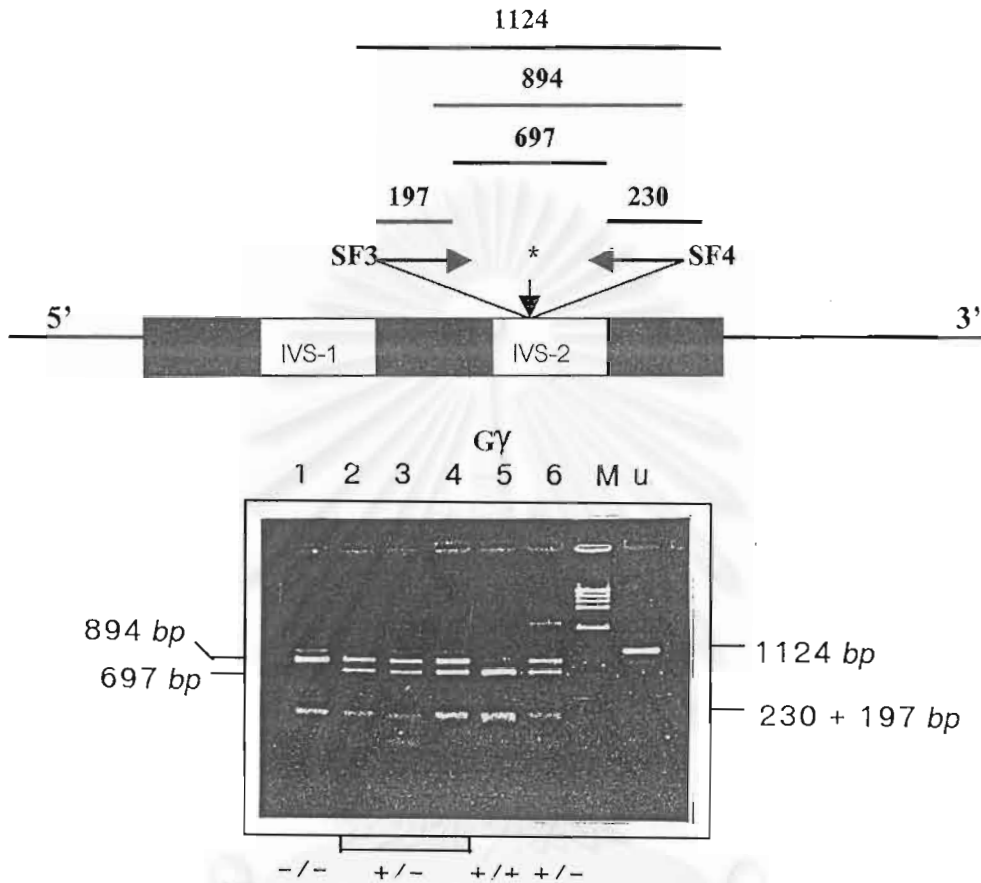 1124
894
697
197 230
SF3 * SF4
5' 3'
IVS-1 IVS-2
Gγ
1 2 3 4 5 6 M u
894 bp
697 bp
1124 bp
230 + 197 bp
-/- +/- +/+ +/-